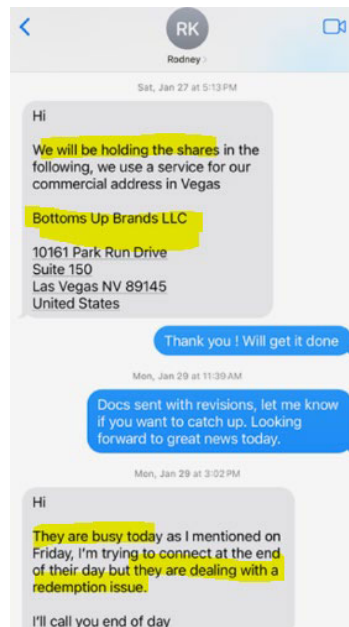 RK
Rodney
Sat, Jan 27 at 5:13 PM
Hi
We will be holding the shares in the
following, we use a service for our
commercial address in Vegas
Bottoms Up Brands LLC
10161 Park Run Drive
Suite 150
Las Vegas NV 89145
United States
Thank you ! Will get it done
Mon, Jan 29 at 11:39 AM
Docs sent with revisions, let me know
if you want to catch up. Looking
forward to great news today.
Mon, Jan 29 at 3:02 PM
Hi
They are busy today as I mentioned on
Friday, I'm trying to connect at the end
of their day but they are dealing with a
redemption issue.
I'll call you end of day